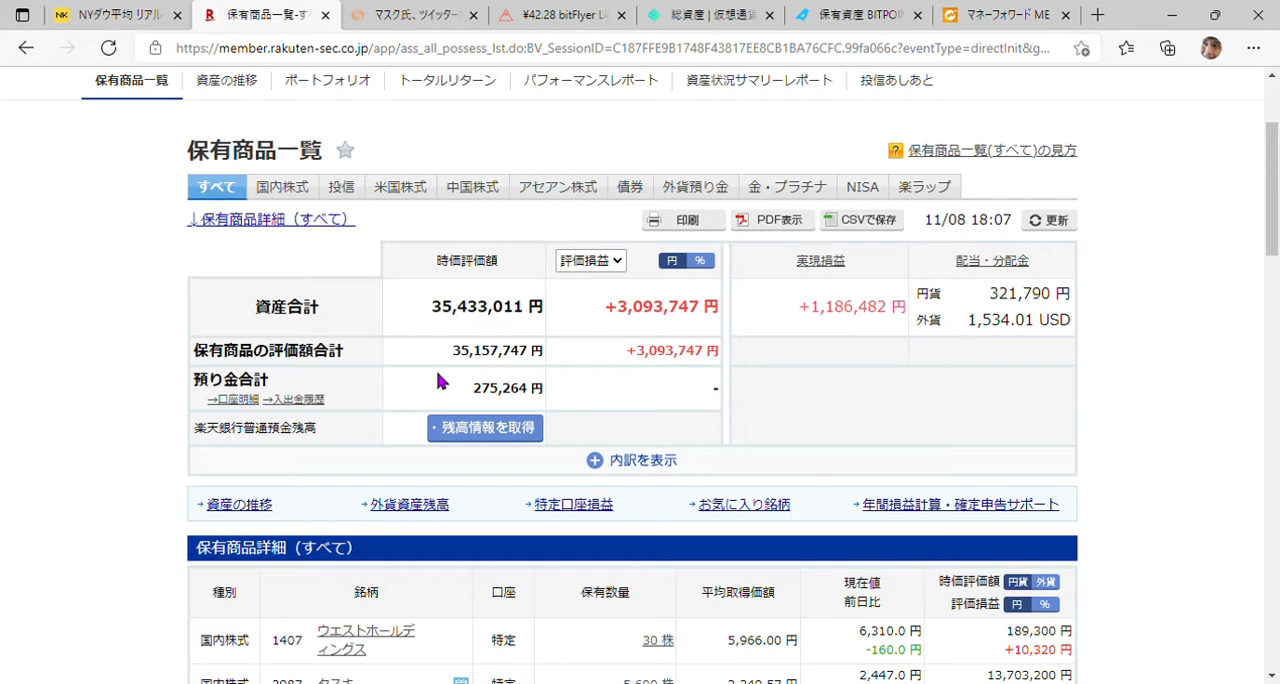 NYダウ平均 リアル
保有商品一覧-す
マスク氏、ツイッター
¥42.28 bitFlyer Li
総資産 | 仮想通貨
保有資産 BITPOIN
マネーフォワード ME
https://member.rakuten-sec.co.jp/app/ass_all_possess_lst.do:BV_SessionID=C187FFE9B1748F43817EEBCB1BA76CFC.99fa066c?eventType=directInit&g...
保有商品一覧 資産の推移 ポートフォリオ トータルリターン パフォーマンスレポート 資産状況サマリーレポート 投信あしあと
保有商品一覧
? 保有商品一覧(すべて)の見方
すべて 国内株式 投信 米国株式 中国株式 アセアン株式 債券 外貨預り金 金・プラチナ NISA 楽ラップ
↓保有商品詳細（すべて） 印刷 PDF表示 CSVで保存 11/08 18:07 更新
時価評価額 評価損益 円 % 実現損益 配当・分配金
資産合計 35,433,011 円 +3,093,747 円 +1,186,482 円 円貨 321,790 円
外貨 1,534.01 USD
保有商品の評価額合計 35,157,747 円 +3,093,747 円
預り金合計 275,264 円 -
→口座明細 →入出金履歴
楽天銀行普通預金残高 残高情報を取得
内訳を表示
→資産の推移 →外貨資産残高 →特定口座損益 →お気に入り銘柄 →年間損益計算・確定申告サポート
保有商品詳細（すべて）
種別 銘柄 口座 保有数量 平均取得価額 現在値 時価評価額 円貨 外貨
前日比 評価損益 円 %
国内株式 1407 ウエストホールデ 特定 30 株 5,966.00 円 6,310.0 円 189,300 円
ィングス -160.0 円 +10,320 円
2,447.0 円 13,703,200 円